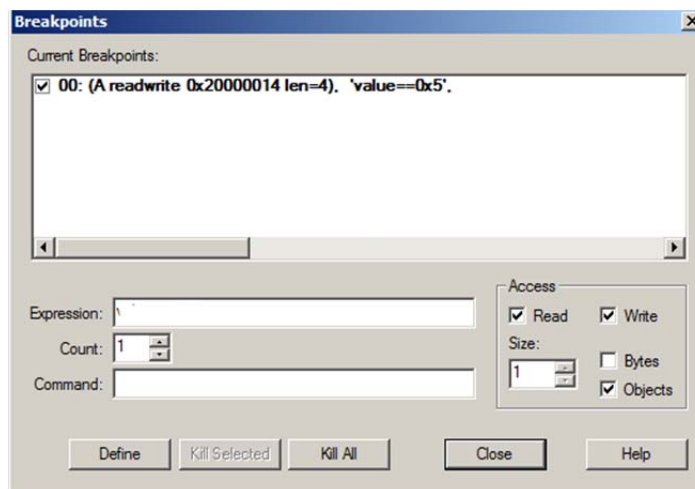 Breakpoints
Current Breakpoints:
00: (A readwrite 0x20000014 len=4), 'value==0x5',
Expression:
Count: 1
Command:
Access
Read Write
Size:
1
Bytes
Objects
Define Kill Selected Kill All Close Help